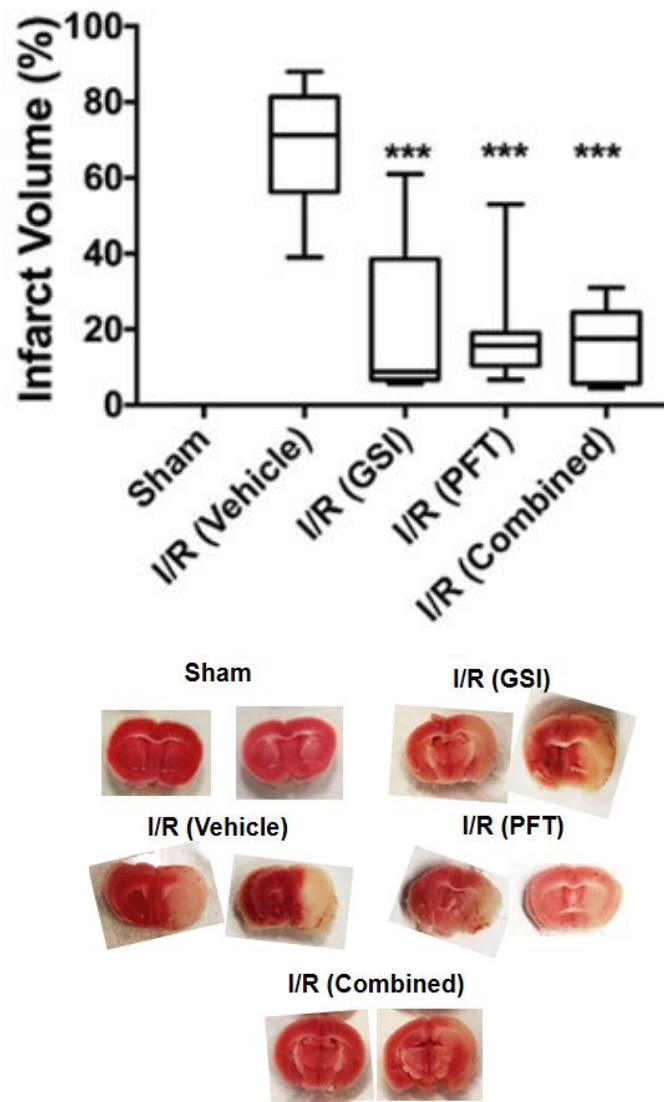 Infarct Volume (%)
100
80
60
40
20
0
*** *** ***
Sham
I/R (Vehicle)
I/R (GSI)
I/R (PFT)
I/R (Combined)
Sham
I/R (GSI)
I/R (Vehicle)
I/R (PFT)
I/R (Combined)